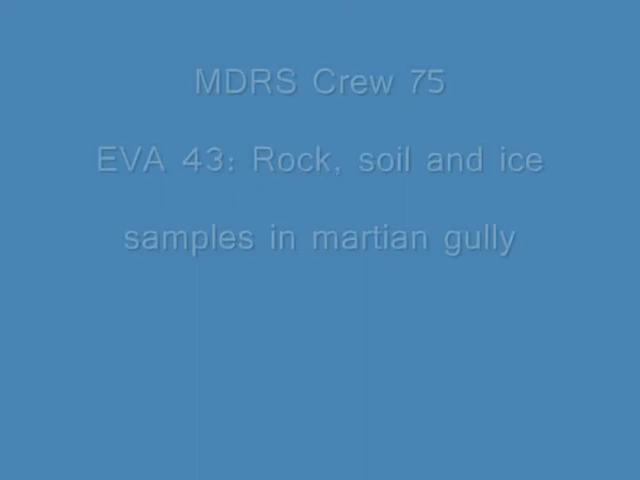 MDRS Crew 75
EVA 43: Rock, soil and ice
samples in martian gully